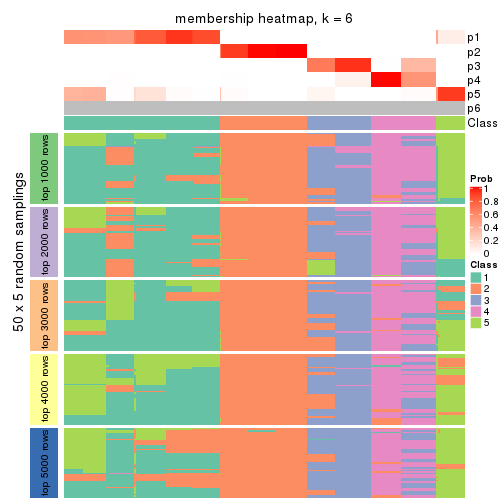 membership heatmap, k = 6
p1
p2
p3
p4
p5
p6
Class
50 x 5 random samplings
top 1000 rows
top 2000 rows
top 3000 rows
top 4000 rows
top 5000 rows
Prob
1
0.8
0.6
0.4
0.2
0
Class
1
2
3
4
5